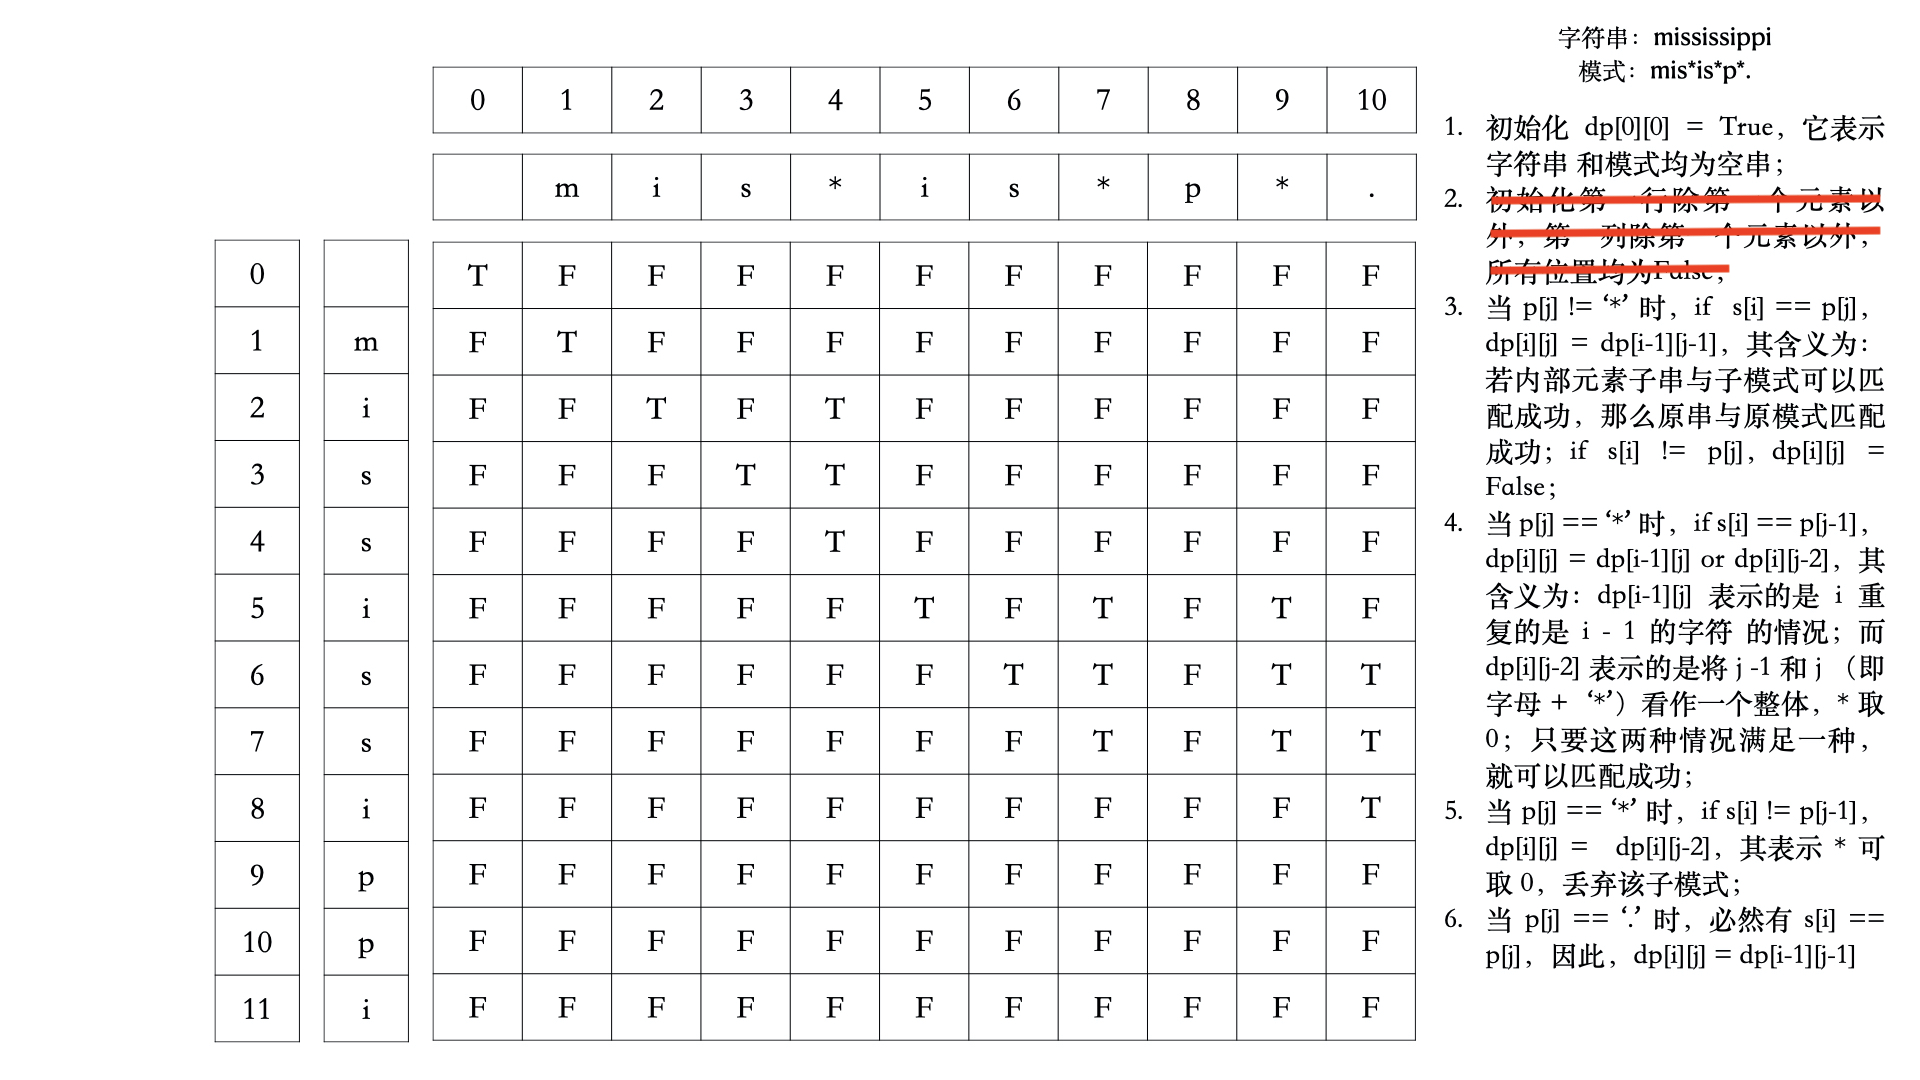 字符串：mississippi
模式：mis*is*p*.
0 1 2 3 4 5 6 7 8 9 10
m i s * i s * p * .
0 T F F F F F F F F F F
1 m F T F F F F F F F F F
2 i F F T F T F F F F F F
3 s F F F T T F F F F F F
4 s F F F F T F F F F F F
5 i F F F F F T F T F T F
6 s F F F F F F T T F T T
7 s F F F F F F F T F T T
8 i F F F F F F F F F F T
9 p F F F F F F F F F F F
10 p F F F F F F F F F F F
11 i F F F F F F F F F F F
1. 初始化 dp[0][0] = True，它表示
字符串 和模式均为空串；
2. 初始化第一行除第一个元素以
外，第一列除第一个元素以外，
所有位置均为False；
3. 当 p[j] != ‘*’ 时，if s[i] == p[j]，
dp[i][j] = dp[i-1][j-1]，其含义为：
若内部元素子串与子模式可以匹
配成功，那么原串与原模式匹配
成功；if s[i] != p[j]，dp[i][j] =
False；
4. 当 p[j] == ‘*’ 时，if s[i] == p[j-1]，
dp[i][j] = dp[i-1][j] or dp[i][j-2]，其
含义为：dp[i-1][j] 表示的是 i 重
复的是 i - 1 的字符 的情况；而
dp[i][j-2] 表示的是将 j -1 和 j （即
字母 + ‘*’）看作一个整体，* 取
0；只要这两种情况满足一种，
就可以匹配成功；
5. 当 p[j] == ‘*’ 时，if s[i] != p[j-1]，
dp[i][j] = dp[i][j-2]，其表示 * 可
取 0，丢弃该子模式；
6. 当 p[j] == ‘.’ 时，必然有 s[i] ==
p[j]，因此，dp[i][j] = dp[i-1][j-1]